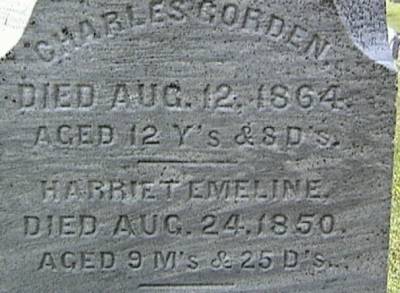 CHARLES GORDEN,
DIED AUG. 12, 1864.
AGED 12 Y's & 8 D's.
HARRIET EMELINE,
DIED AUG. 24, 1850.
AGED 9 M's & 25 D's.